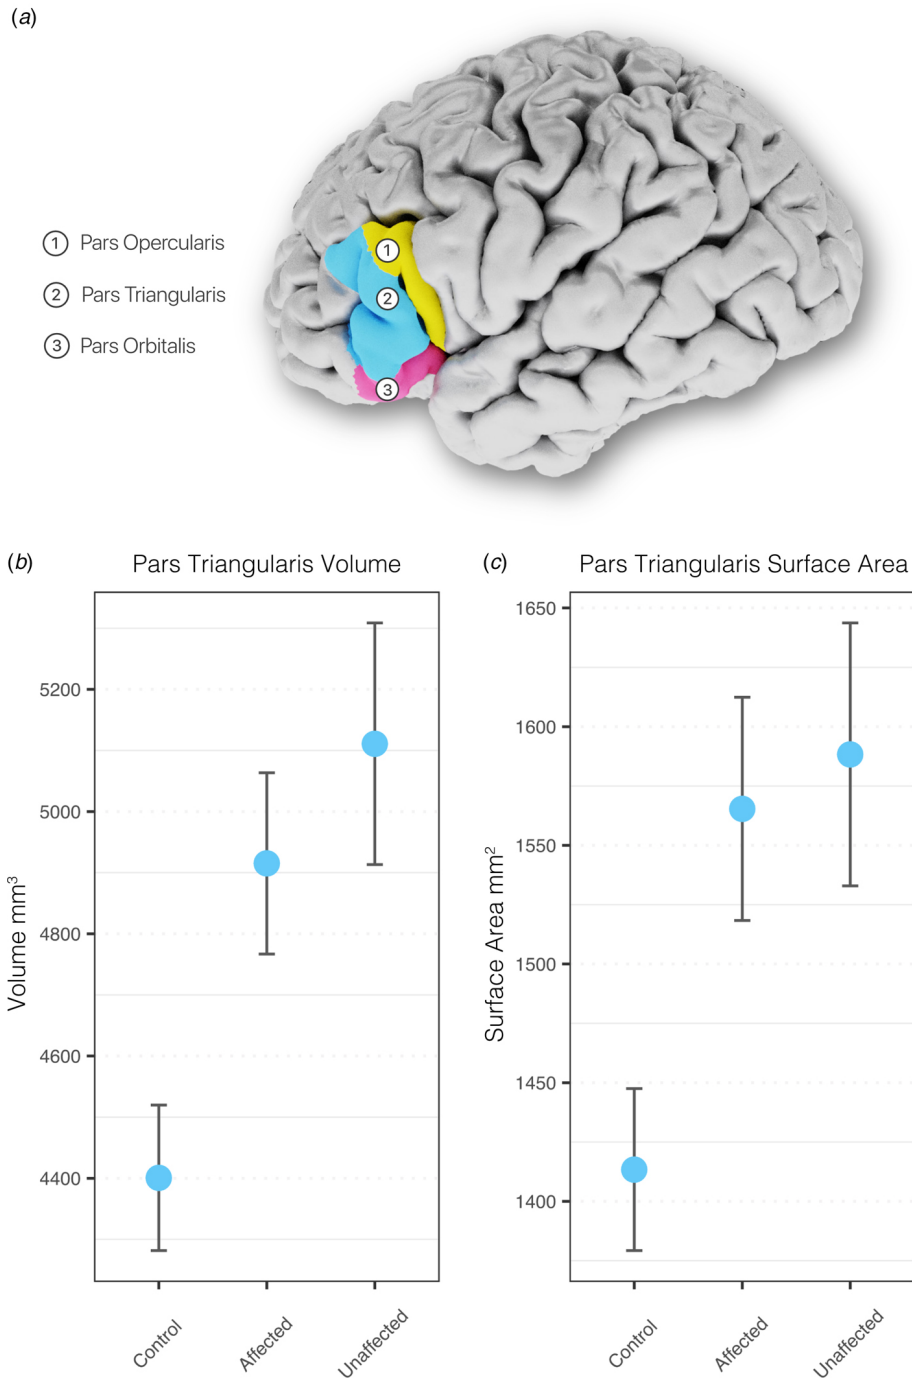 (a)
1 Pars Opercularis
2 Pars Triangularis
3 Pars Orbitalis
1
2
3
(b) Pars Triangularis Volume
Volume mm³
5200
5000
4800
4600
4400
Control
Affected
Unaffected
(c) Pars Triangularis Surface Area
Surface Area mm²
1650
1600
1550
1500
1450
1400
Control
Affected
Unaffected